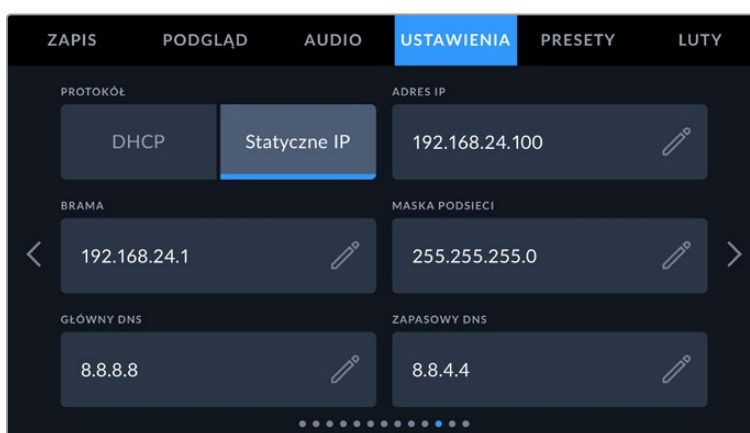 ZAPIS PODGLĄD AUDIO USTAWIENIA PRESETY LUTY
PROTOKÓŁ ADRES IP
DHCP Statyczne IP 192.168.24.100
BRAMA MASKA PODSIECI
192.168.24.1 255.255.255.0
GŁÓWNY DNS ZAPASOWY DNS
8.8.8.8 8.8.4.4